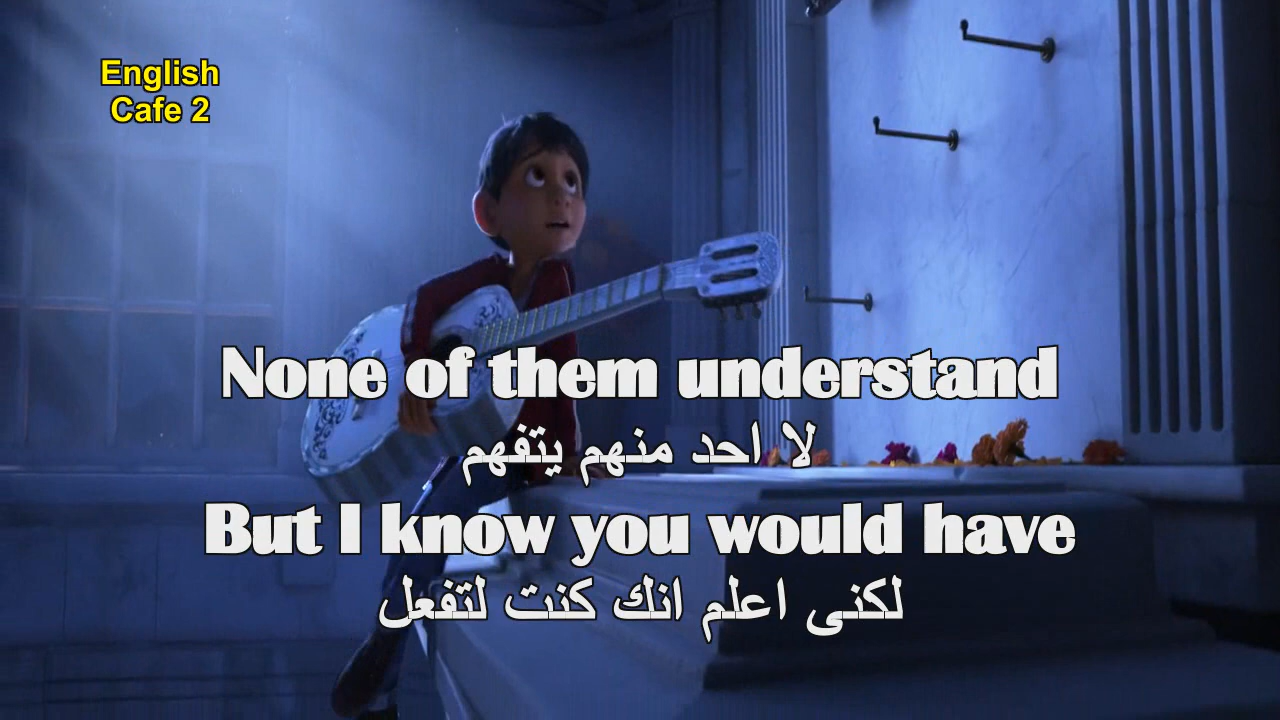 English
Cafe 2
None of them understand
لا احد منهم يتفهم
But I know you would have
لكنى اعلم انك كنت لتفعل